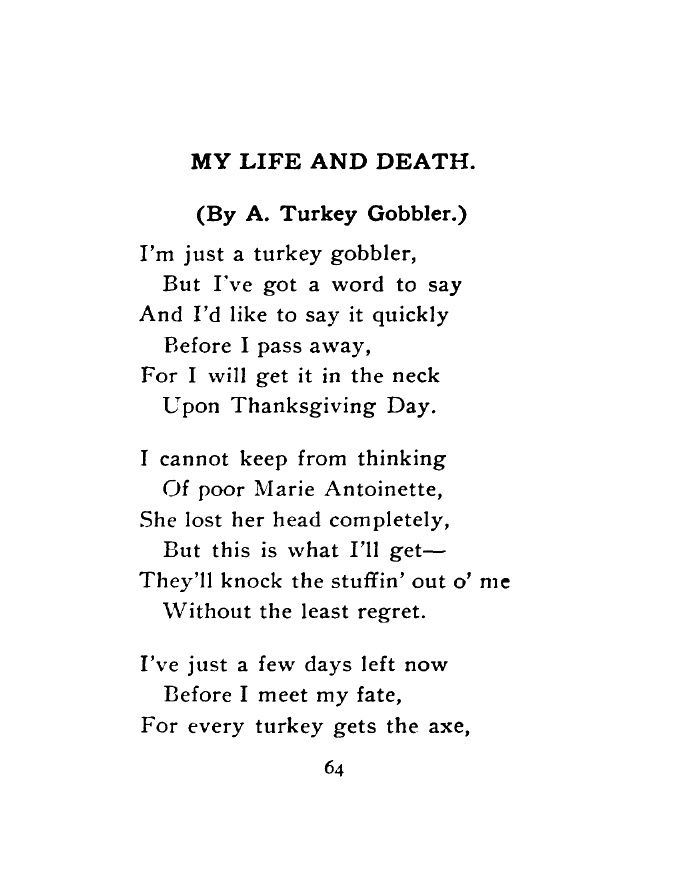 MY LIFE AND DEATH.
(By A. Turkey Gobbler.)
I'm just a turkey gobbler,
But I've got a word to say
And I'd like to say it quickly
Before I pass away,
For I will get it in the neck
Upon Thanksgiving Day.
I cannot keep from thinking
Of poor Marie Antoinette,
She lost her head completely,
But this is what I'll get—
They'll knock the stuffin' out o' me
Without the least regret.
I've just a few days left now
Before I meet my fate,
For every turkey gets the axe,
64